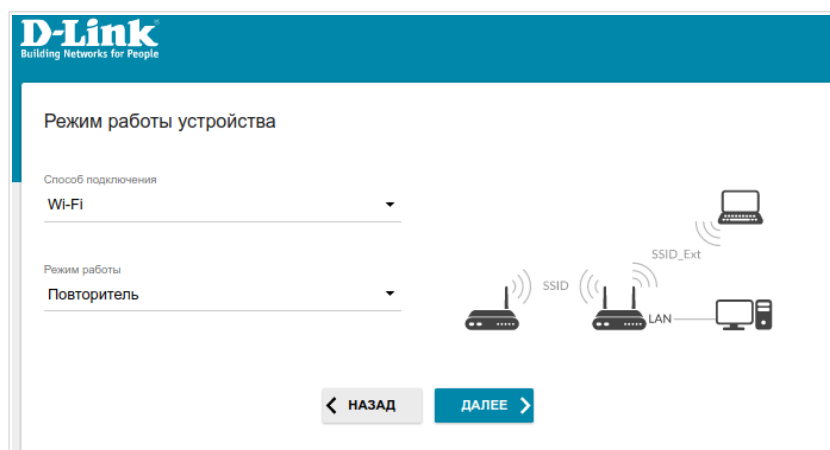 D-Link
Building Networks for People
Режим работы устройства
Способ подключения
Wi-Fi
Режим работы
Повторитель
SSID
SSID_Ext
LAN
НАЗАД
ДАЛЕЕ